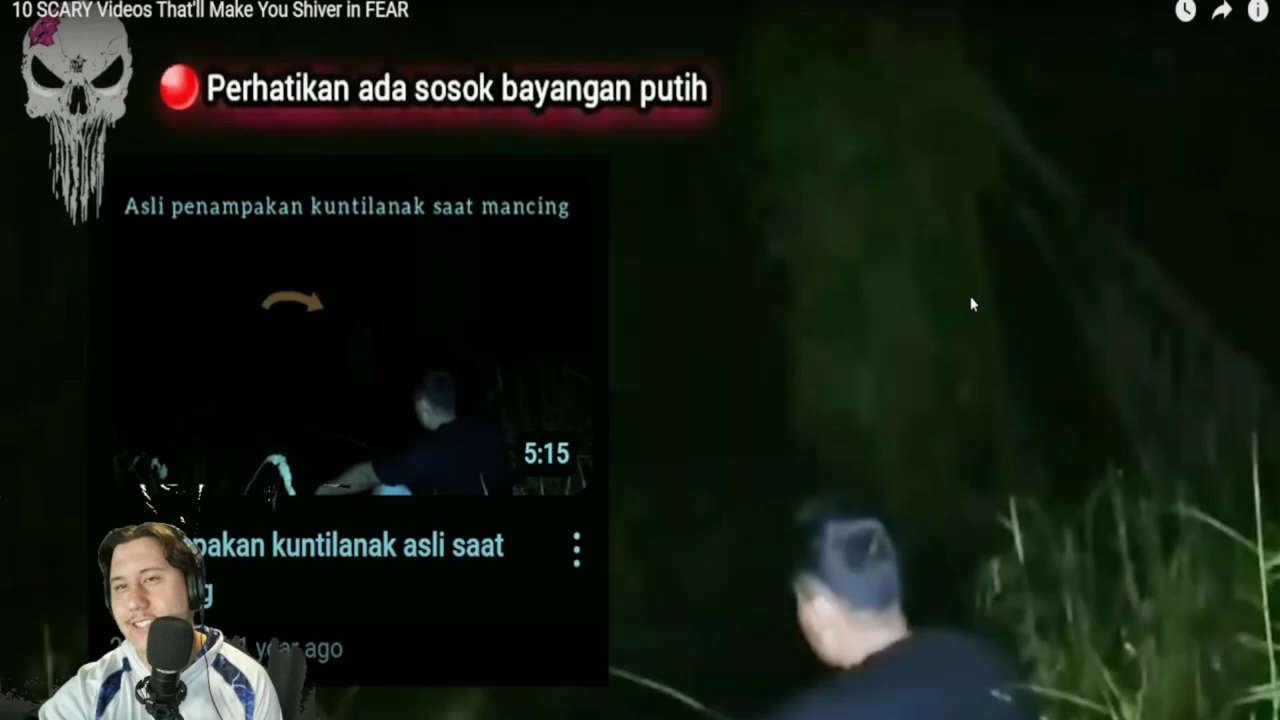 10 SCARY Videos That'll Make You Shiver in FEAR
Perhatikan ada sosok bayangan putih
Asli penampakan kuntilanak saat mancing
5:15
kuntilanak asli saat
year ago